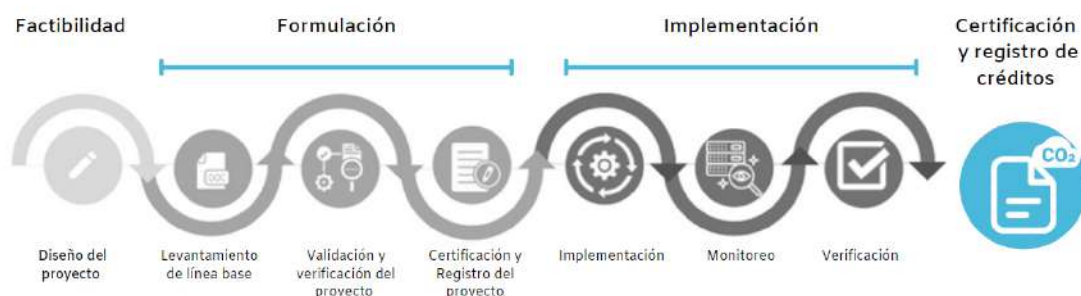 Factibilidad
Formulación
Implementación
Certificación
y registro de
créditos
DOC
CO₂
Diseño del
proyecto
Levantamiento
de línea base
Validación y
verificación del
proyecto
Certificación y
Registro del
proyecto
Implementación
Monitoreo
Verificación